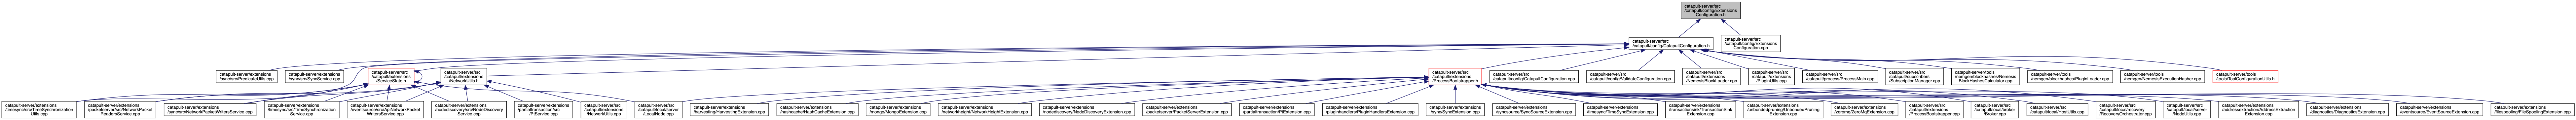 catapult-server/src
/catapult/config/Extensions
Configuration.h
catapult-server/src
/catapult/config/CatapultConfiguration.h
catapult-server/src
/catapult/config/Extensions
Configuration.cpp
catapult-server/extensions
/sync/src/PredicateUtils.cpp
catapult-server/extensions
/sync/src/SyncService.cpp
catapult-server/src
/catapult/extensions
/ServiceState.h
catapult-server/src
/catapult/extensions
/NetworkUtils.h
catapult-server/src
/catapult/extensions
/ProcessBootstrapper.h
catapult-server/src
/catapult/config/CatapultConfiguration.cpp
catapult-server/src
/catapult/config/ValidateConfiguration.cpp
catapult-server/src
/catapult/extensions
/NemesisBlockLoader.cpp
catapult-server/src
/catapult/extensions
/PluginUtils.cpp
catapult-server/src
/catapult/process/ProcessMain.cpp
catapult-server/src
/catapult/subscribers
/SubscriptionManager.cpp
catapult-server/tools
/nemgen/blockhashes/Nemesis
BlockHashesCalculator.cpp
catapult-server/tools
/nemgen/blockhashes/PluginLoader.cpp
catapult-server/tools
/nemgen/NemesisExecutionHasher.cpp
catapult-server/tools
/tools/ToolConfigurationUtils.h
catapult-server/extensions
/timesync/src/TimeSynchronization
Utils.cpp
catapult-server/extensions
/packetserver/src/NetworkPacket
ReadersService.cpp
catapult-server/extensions
/sync/src/NetworkPacketWritersService.cpp
catapult-server/extensions
/timesync/src/TimeSynchronization
Service.cpp
catapult-server/extensions
/eventsource/src/ApiNetworkPacket
WritersService.cpp
catapult-server/extensions
/nodediscovery/src/NodeDiscovery
Service.cpp
catapult-server/extensions
/partialtransaction/src
/PtService.cpp
catapult-server/src
/catapult/extensions
/NetworkUtils.cpp
catapult-server/src
/catapult/local/server
/LocalNode.cpp
catapult-server/extensions
/harvesting/HarvestingExtension.cpp
catapult-server/extensions
/hashcache/HashCacheExtension.cpp
catapult-server/extensions
/mongo/MongoExtension.cpp
catapult-server/extensions
/networkheight/NetworkHeightExtension.cpp
catapult-server/extensions
/nodediscovery/NodeDiscoveryExtension.cpp
catapult-server/extensions
/packetserver/PacketServerExtension.cpp
catapult-server/extensions
/partialtransaction/PtExtension.cpp
catapult-server/extensions
/pluginhandlers/PluginHandlersExtension.cpp
catapult-server/extensions
/sync/SyncExtension.cpp
catapult-server/extensions
/syncsource/SyncSourceExtension.cpp
catapult-server/extensions
/timesync/TimeSyncExtension.cpp
catapult-server/extensions
/transactionsink/TransactionSink
Extension.cpp
catapult-server/extensions
/unbondedpruning/UnbondedPruning
Extension.cpp
catapult-server/extensions
/zeromq/ZeroMqExtension.cpp
catapult-server/src
/catapult/extensions
/ProcessBootstrapper.cpp
catapult-server/src
/catapult/local/broker
/Broker.cpp
catapult-server/src
/catapult/local/HostUtils.cpp
catapult-server/src
/catapult/local/recovery
/RecoveryOrchestrator.cpp
catapult-server/src
/catapult/local/server
/NodeUtils.cpp
catapult-server/extensions
/addressextraction/AddressExtraction
Extension.cpp
catapult-server/extensions
/diagnostics/DiagnosticsExtension.cpp
catapult-server/extensions
/eventsource/EventSourceExtension.cpp
catapult-server/extensions
/filespooling/FileSpoolingExtension.cpp